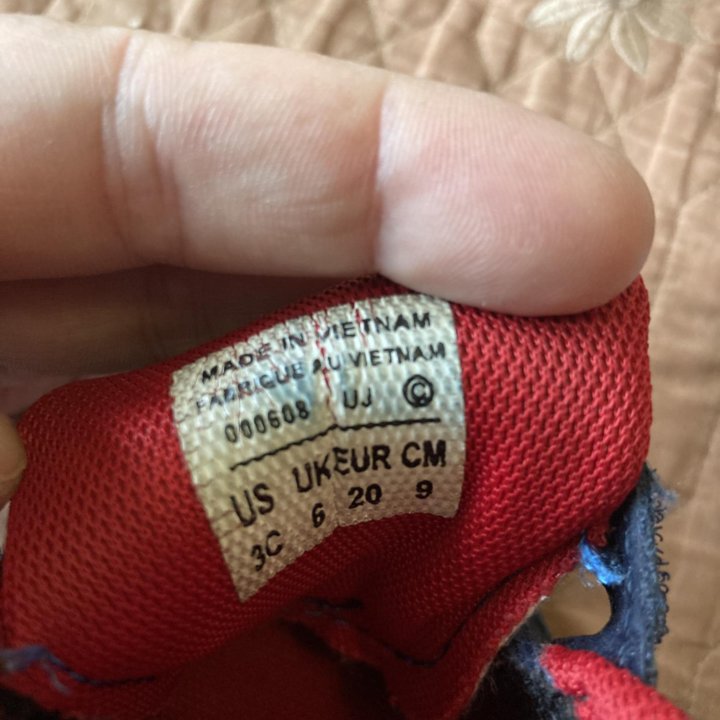 MADE IN VIETNAM
FABRIQUE AU VIETNAM
000608 UJ ©
US UK EUR CM
3C 6 20 9